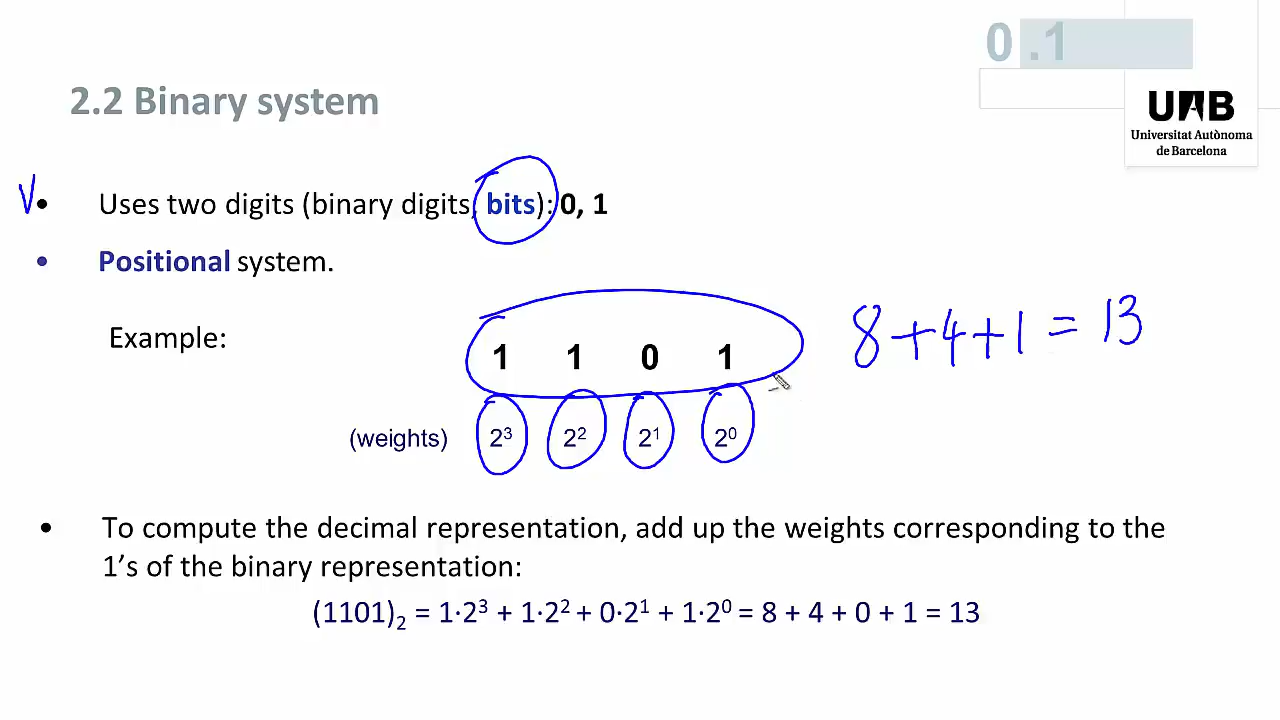 0.1
UAB
Universitat Autònoma
de Barcelona
2.2 Binary system
V
• Uses two digits (binary digits, bits): 0, 1
• Positional system.
Example:
1 1 0 1
8+4+1 = 13
(weights) 2³ 2² 2¹ 2⁰
• To compute the decimal representation, add up the weights corresponding to the
1’s of the binary representation:
(1101)₂ = 1·2³ + 1·2² + 0·2¹ + 1·2⁰ = 8 + 4 + 0 + 1 = 13